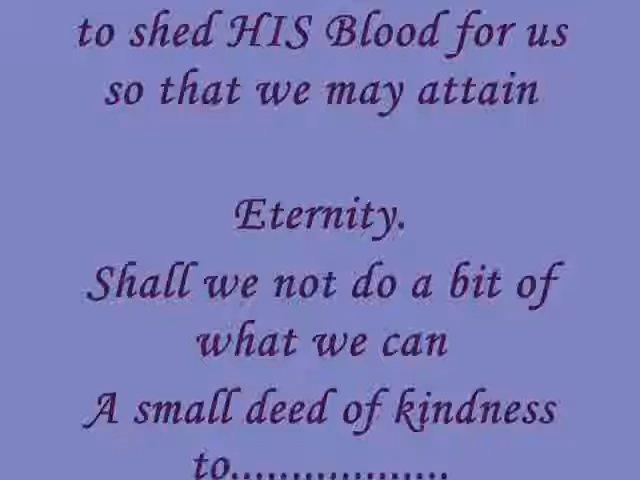 to shed HIS Blood for us
so that we may attain
Eternity.
Shall we not do a bit of
what we can
A small deed of kindness
to..................